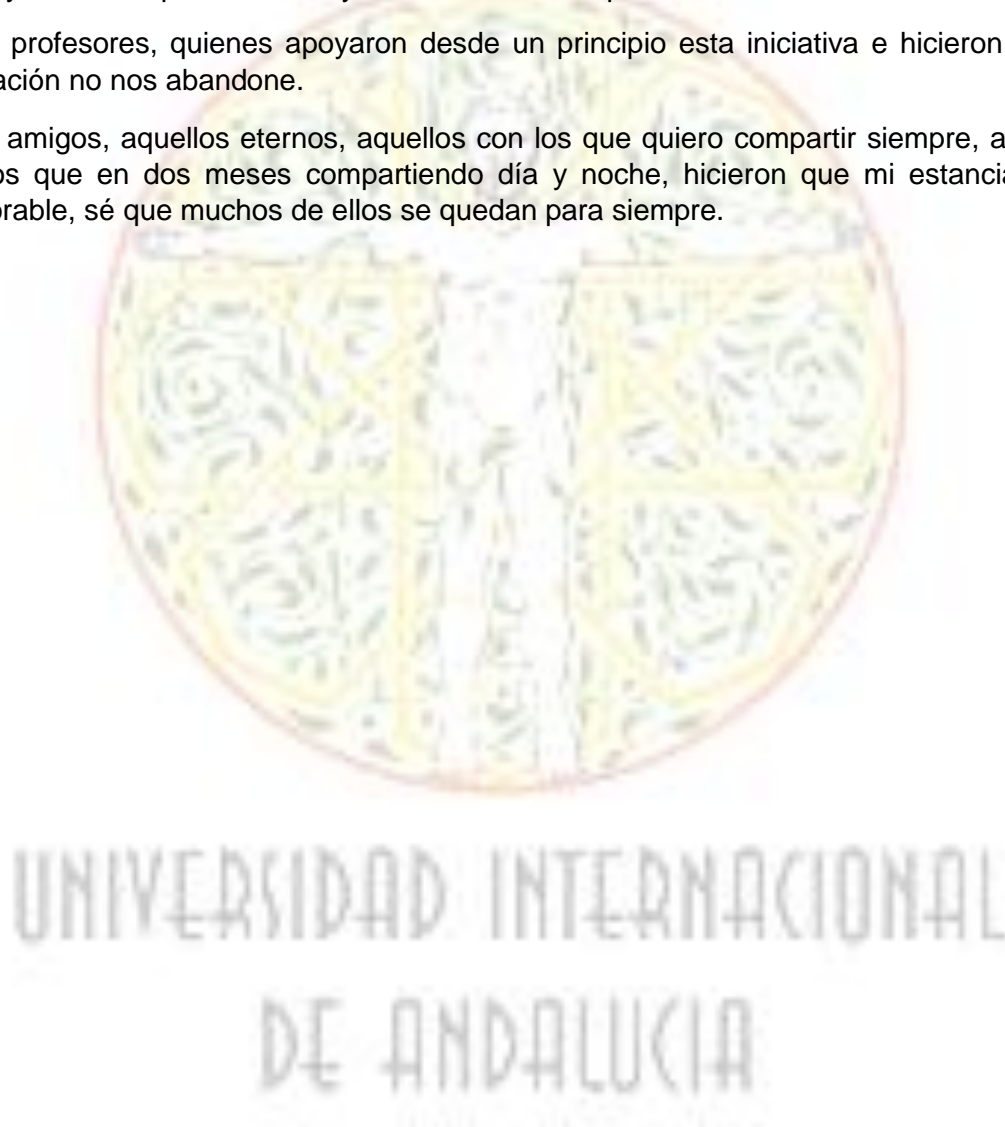 profesores, quienes apoyaron desde un principio esta iniciativa e hicieron
ación no nos abandone.
amigos, aquellos eternos, aquellos con los que quiero compartir siempre, a
os que en dos meses compartiendo día y noche, hicieron que mi estancia
orable, sé que muchos de ellos se quedan para siempre.
UNIVERSIDAD INTERNACIONAL
DE ANDALUCIA